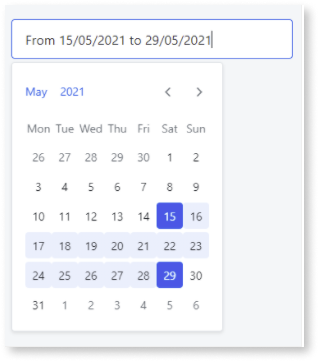 From 15/05/2021 to 29/05/2021
May 2021
Mon Tue Wed Thu Fri Sat Sun
26 27 28 29 30 1 2
3 4 5 6 7 8 9
10 11 12 13 14 15 16
17 18 19 20 21 22 23
24 25 26 27 28 29 30
31 1 2 3 4 5 6